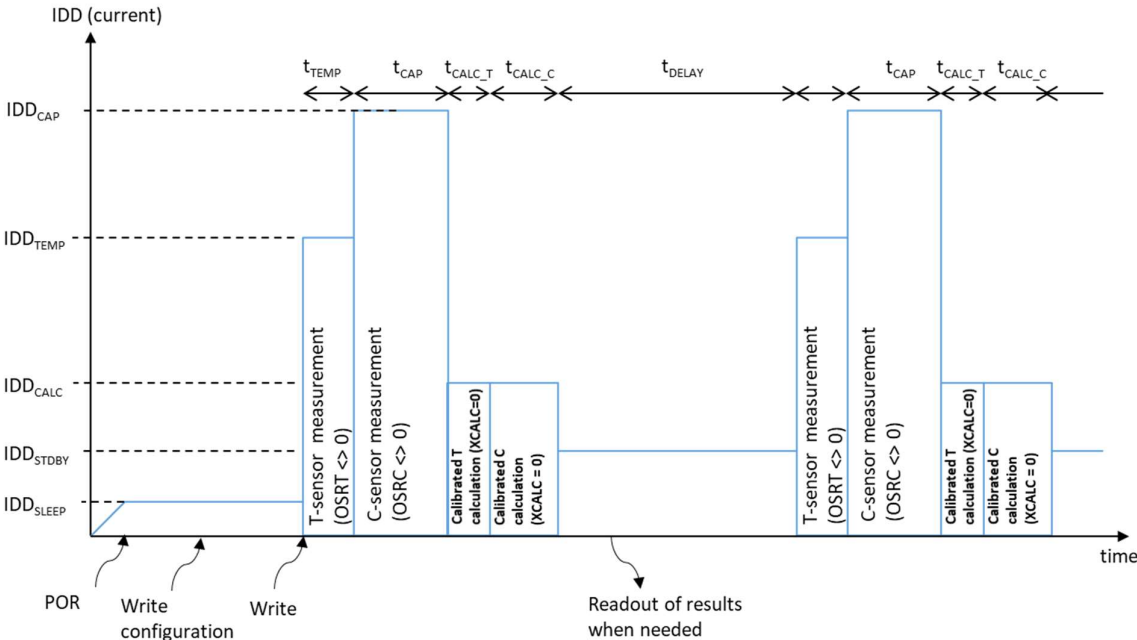 IDD (current)
tTEMP
tCAP
tCALC_T
tCALC_C
tDELAY
tCAP
tCALC_T
tCALC_C
IDDCAP
IDDTEMP
IDDCALC
IDDSTDBY
IDDSLEEP
T-sensor measurement
(OSRT <> 0)
C-sensor measurement
(OSRC <> 0)
Calibrated T
calculation (XCALC=0)
Calibrated C
calculation
(XCALC = 0)
T-sensor measurement
(OSRT <> 0)
C-sensor measurement
(OSRC <> 0)
Calibrated T
calculation (XCALC=0)
Calibrated C
calculation
(XCALC = 0)
time
POR
Write
configuration
Write
Readout of results
when needed